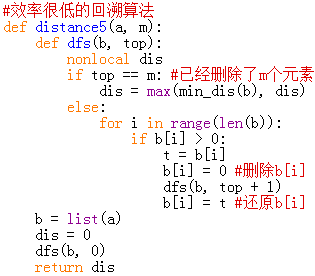 #效率很低的回溯算法
def distance5(a, m):
    def dfs(b, top):
        nonlocal dis
        if top == m: #已经删除了m个元素
            dis = max(min_dis(b), dis)
        else:
            for i in range(len(b)):
                if b[i] > 0:
                    t = b[i]
                    b[i] = 0 #删除b[i]
                    dfs(b, top + 1)
                    b[i] = t #还原b[i]
    b = list(a)
    dis = 0
    dfs(b, 0)
    return dis